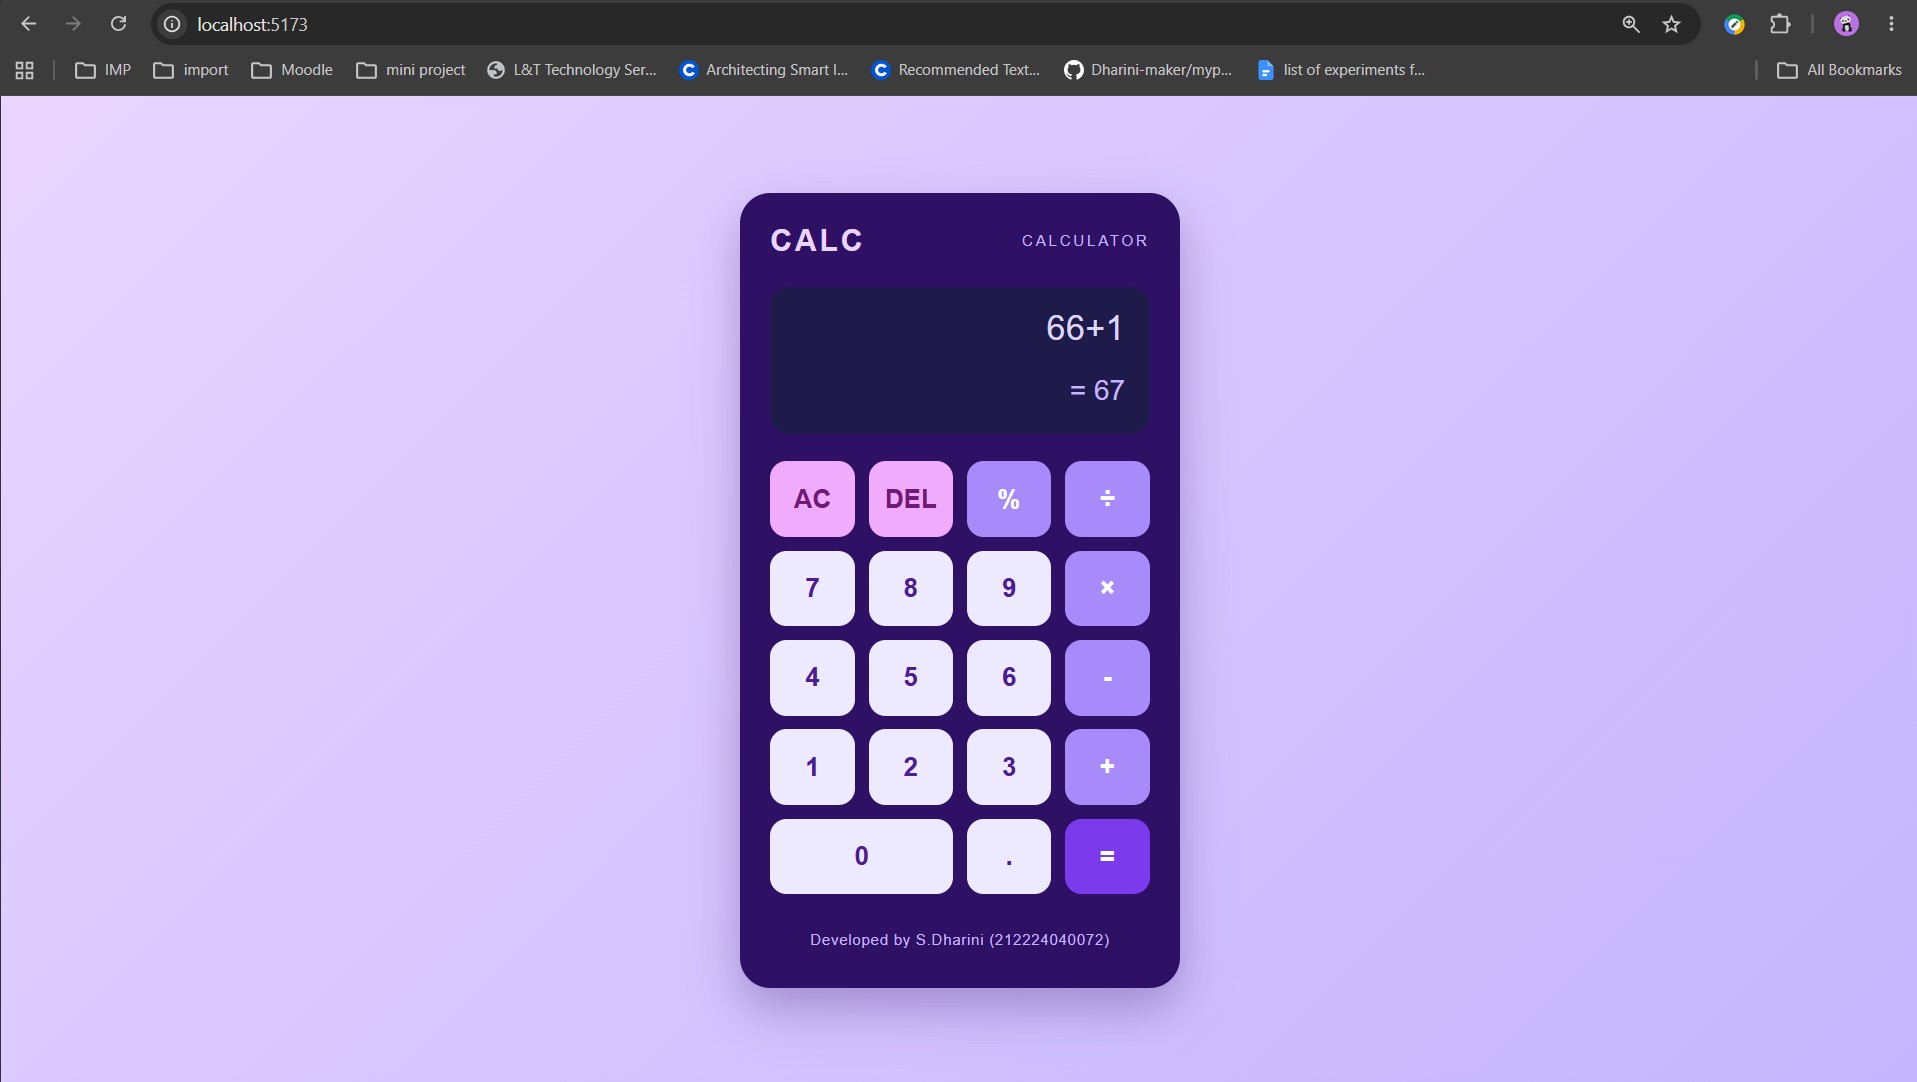 localhost:5173
IMP import Moodle mini project L&T Technology Ser... Architecting Smart I... Recommended Text... Dharini-maker/myp... list of experiments f... All Bookmarks
CALC CALCULATOR
66+1
= 67
AC DEL % ÷
7 8 9 ×
4 5 6 -
1 2 3 +
0 . =
Developed by S.Dharini (212224040072)